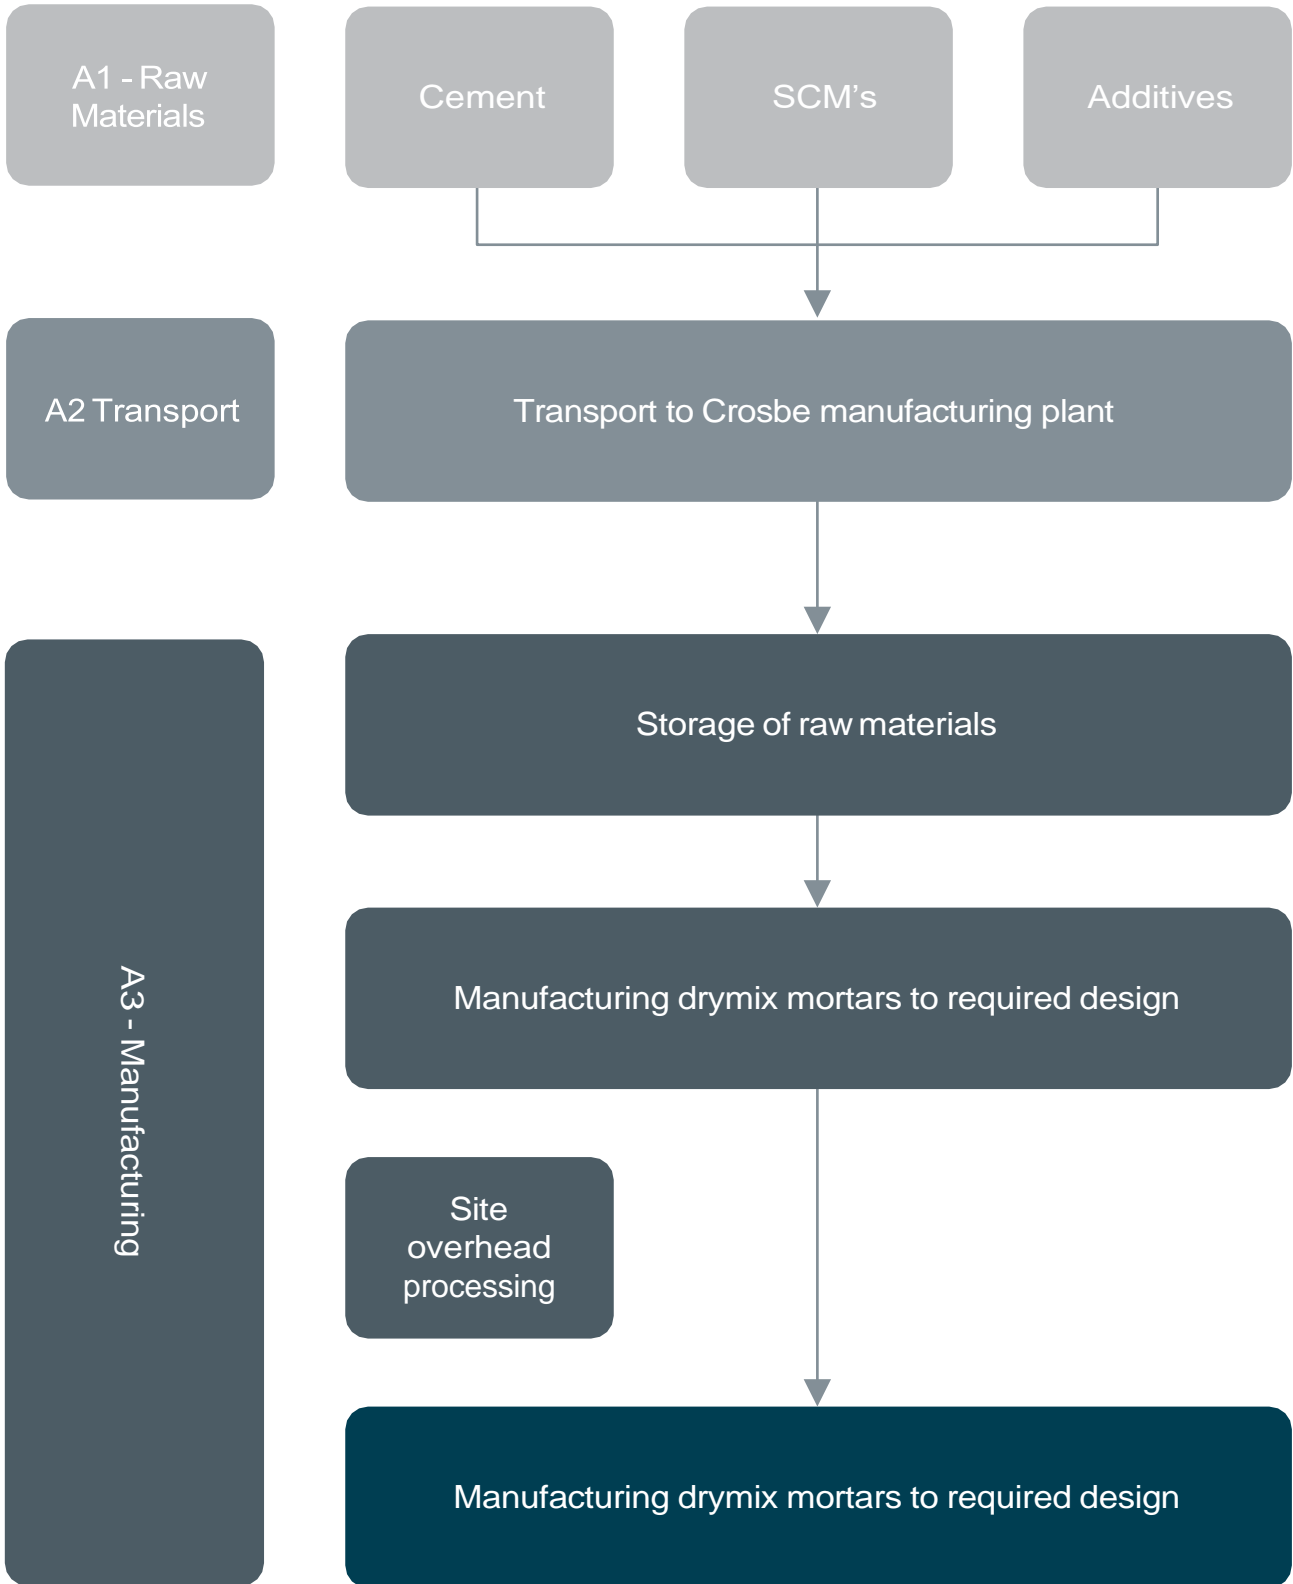 A1 - Raw
Materials
Cement
SCM’s
Additives
A2 Transport
Transport to Crosbe manufacturing plant
A3 - Manufacturing
Storage of raw materials
Manufacturing drymix mortars to required design
Site
overhead
processing
Manufacturing drymix mortars to required design